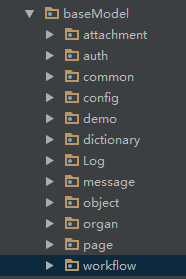 baseModel
attachment
auth
common
config
demo
dictionary
Log
message
object
organ
page
workflow